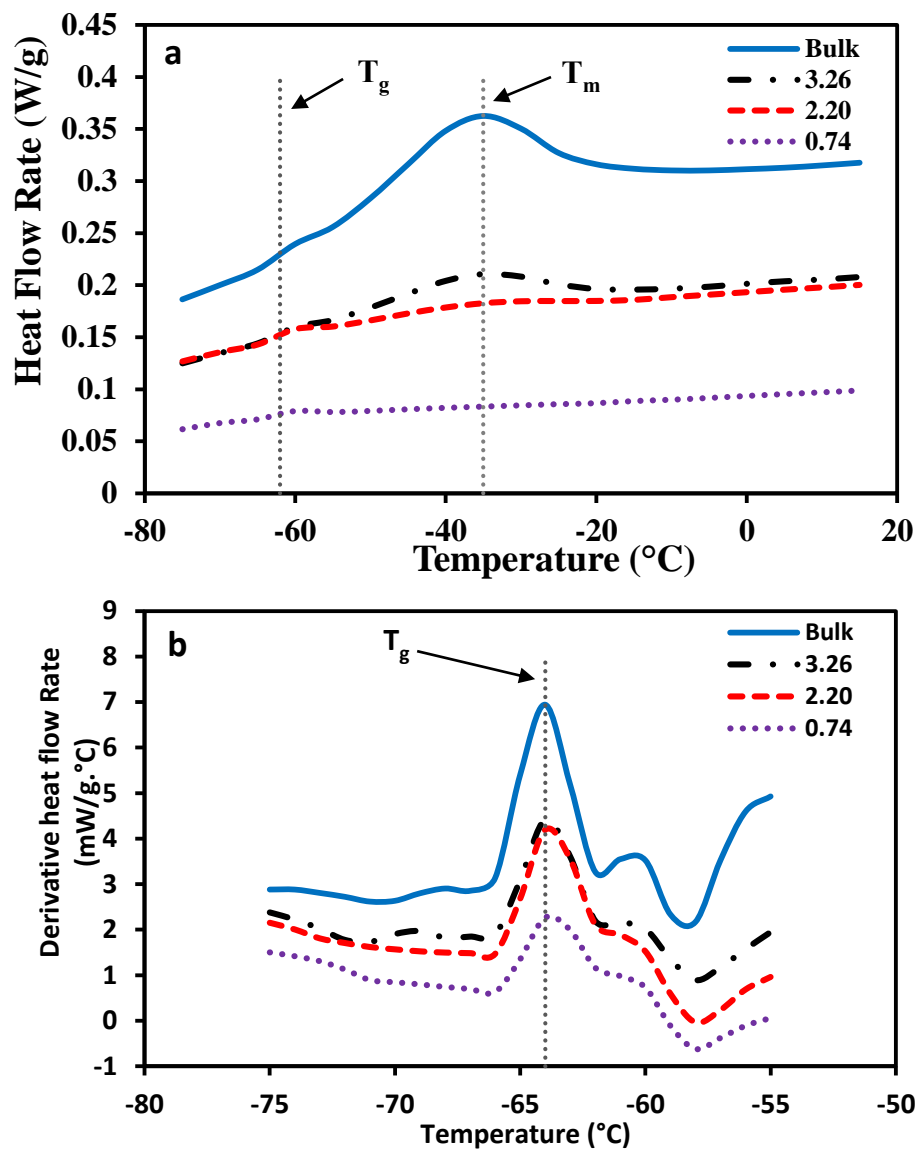 a
0.45
0.4
0.35
0.3
0.25
0.2
0.15
0.1
0.05
0
Heat Flow Rate (W/g)
Tg
Tm
Bulk
3.26
2.20
0.74
-80 -60 -40 -20 0 20
Temperature (°C)
b
9
8
7
6
5
4
3
2
1
0
-1
Derivative heat flow Rate
(mW/g.°C)
Tg
Bulk
3.26
2.20
0.74
-80 -75 -70 -65 -60 -55 -50
Temperature (°C)